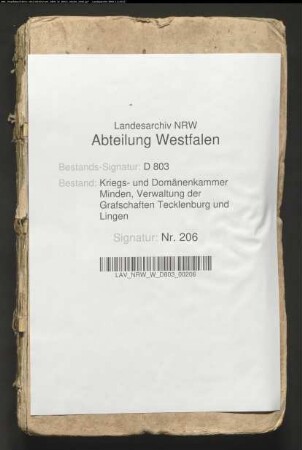 Landesarchiv NRW
Abteilung Westfalen
Bestands-Signatur: D 803
Bestand: Kriegs- und Domänenkammer
Minden, Verwaltung der
Grafschaften Tecklenburg und
Lingen
Signatur: Nr. 206
LAV_NRW_W_D803_00206